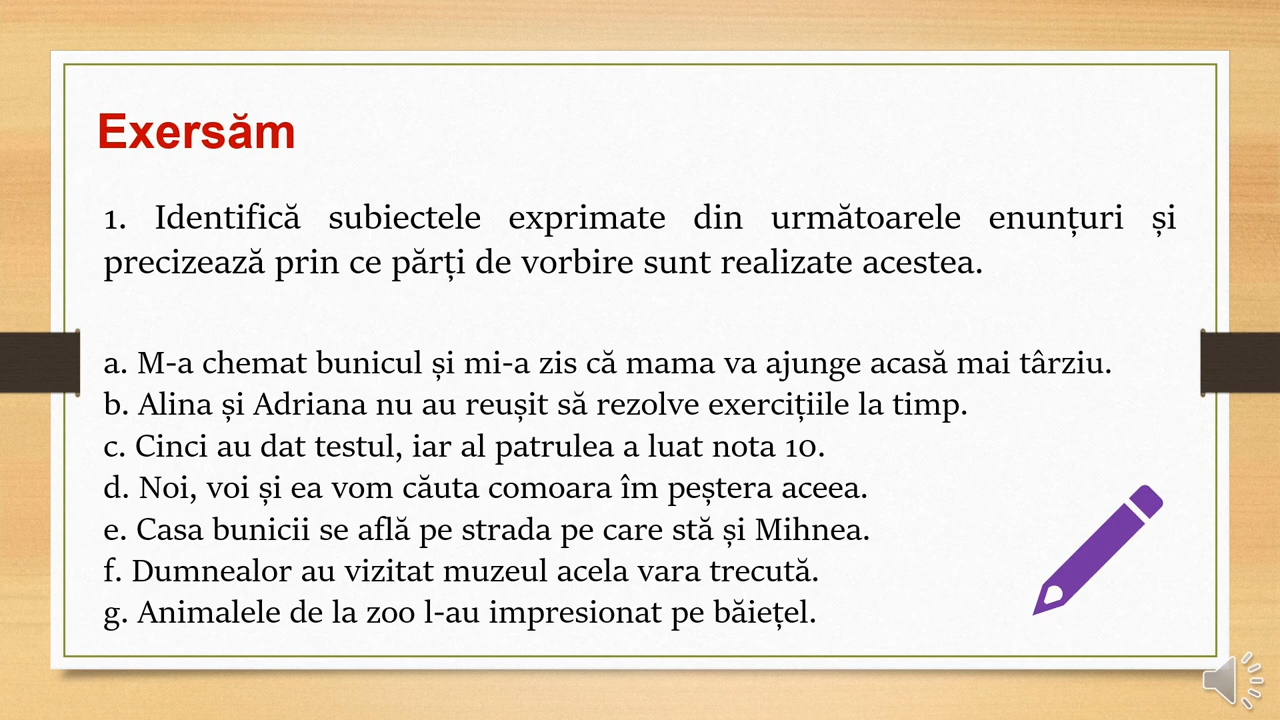 Exersăm
1. Identifică subiectele exprimate din următoarele enunțuri și
precizează prin ce părți de vorbire sunt realizate acestea.
a. M-a chemat bunicul și mi-a zis că mama va ajunge acasă mai târziu.
b. Alina și Adriana nu au reușit să rezolve exercițiile la timp.
c. Cinci au dat testul, iar al patrulea a luat nota 10.
d. Noi, voi și ea vom căuta comoara îm peștera aceea.
e. Casa bunicii se află pe strada pe care stă și Mihnea.
f. Dumnealor au vizitat muzeul acela vara trecută.
g. Animalele de la zoo l-au impresionat pe băiețel.